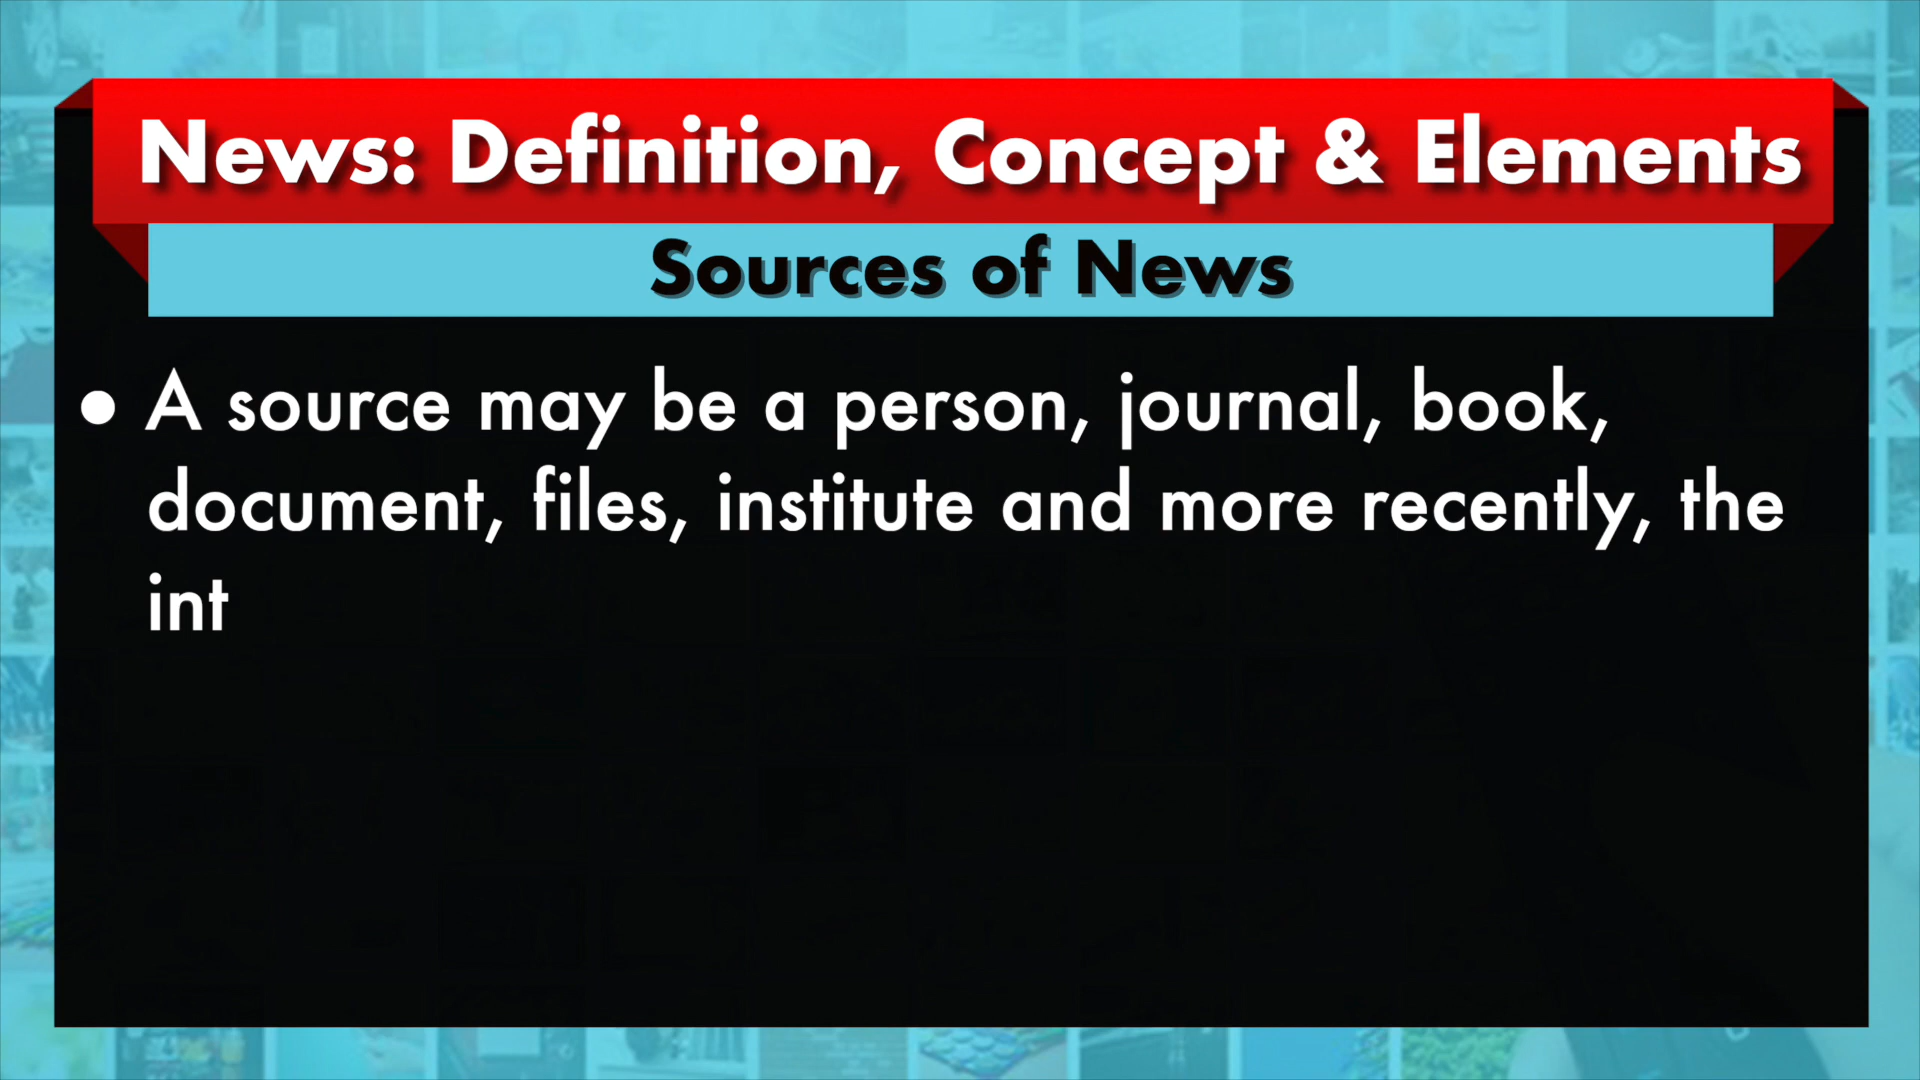 News: Definition, Concept & Elements
Sources of News
● A source may be a person, journal, book,
document, files, institute and more recently, the
int